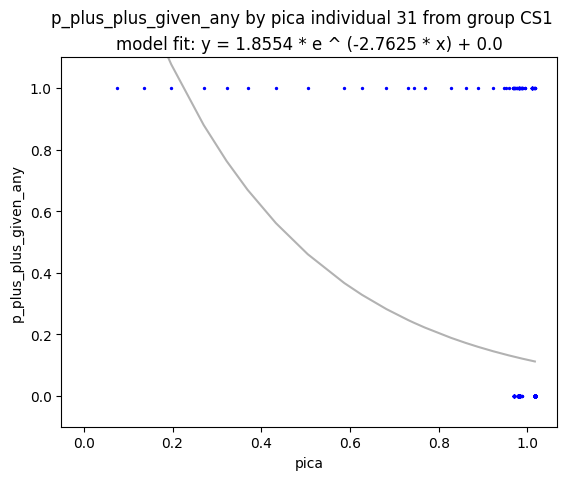 p_plus_plus_given_any by pica individual 31 from group CS1
model fit: y = 1.8554 * e ^ (-2.7625 * x) + 0.0
p_plus_plus_given_any
1.0
0.8
0.6
0.4
0.2
0.0
0.0 0.2 0.4 0.6 0.8 1.0
pica